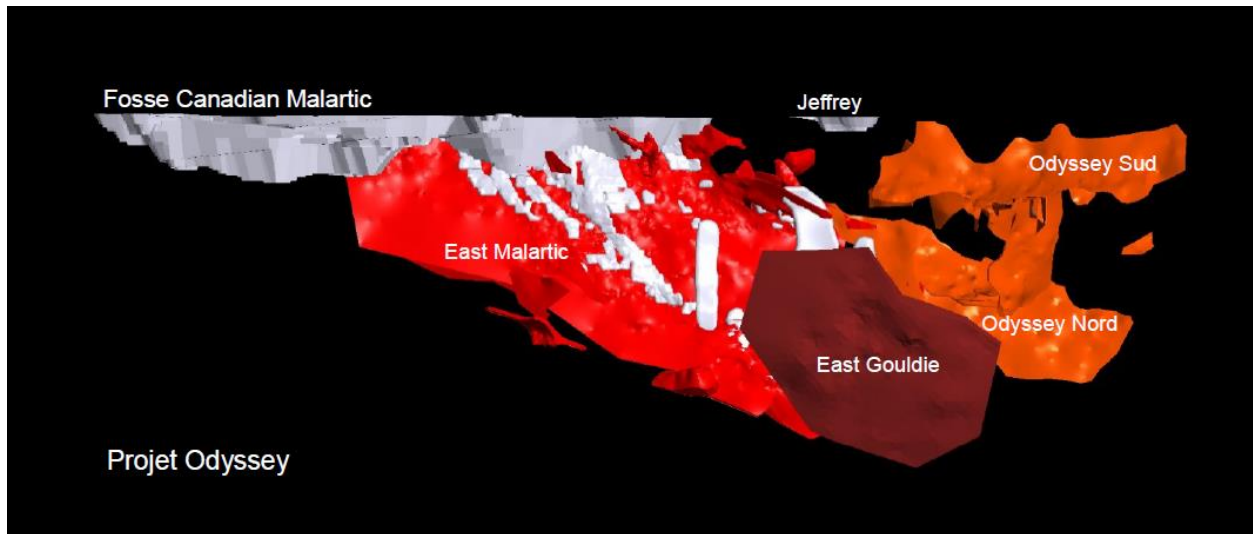 Fosse Canadian Malartic
Jeffrey
Odyssey Sud
East Malartic
Odyssey Nord
East Gouldie
Projet Odyssey